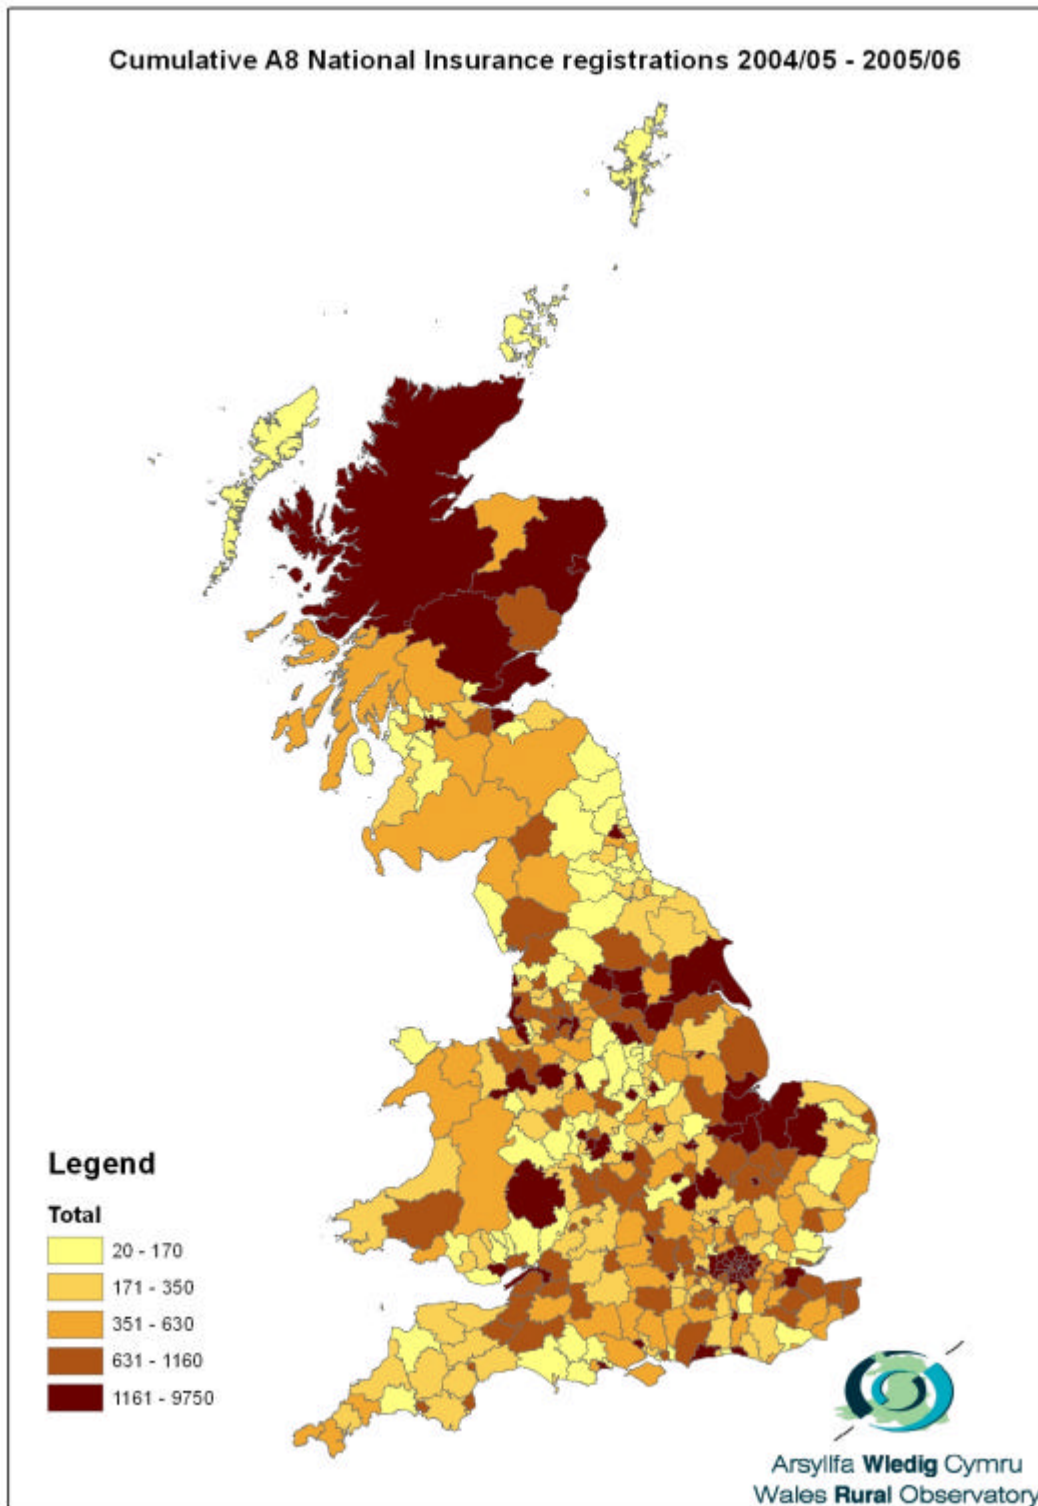 Cumulative A8 National Insurance registrations 2004/05 - 2005/06
Legend
Total
20 - 170
171 - 350
351 - 630
631 - 1160
1161 - 9750
Arsyllfa Wledig Cymru
Wales Rural Observatory